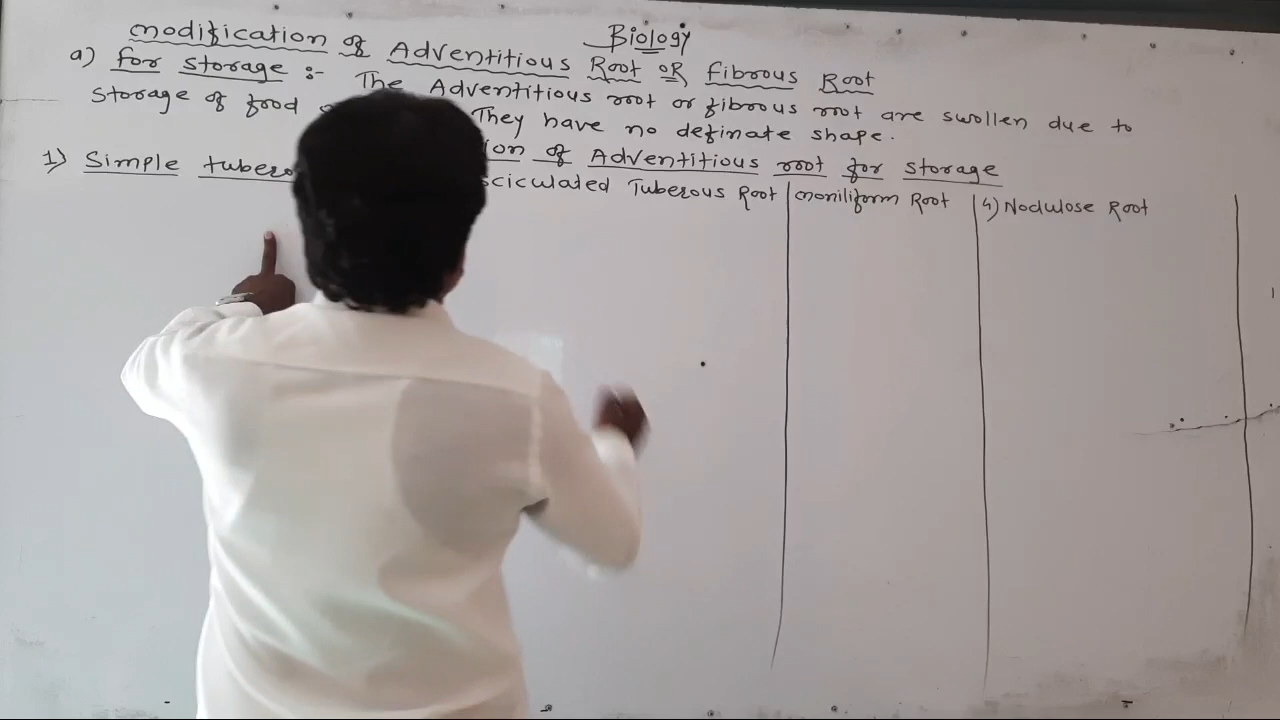 Biology
modification of Adventitious Root OR fibrous Root
a) for storage :- The Adventitious root or fibrous root are swollen due to
storage of food They have no definate shape.
ion of Adventitious root for storage
1) Simple tubero
sciculated Tuberous Root
moniliform Root
4) Nodulose Root